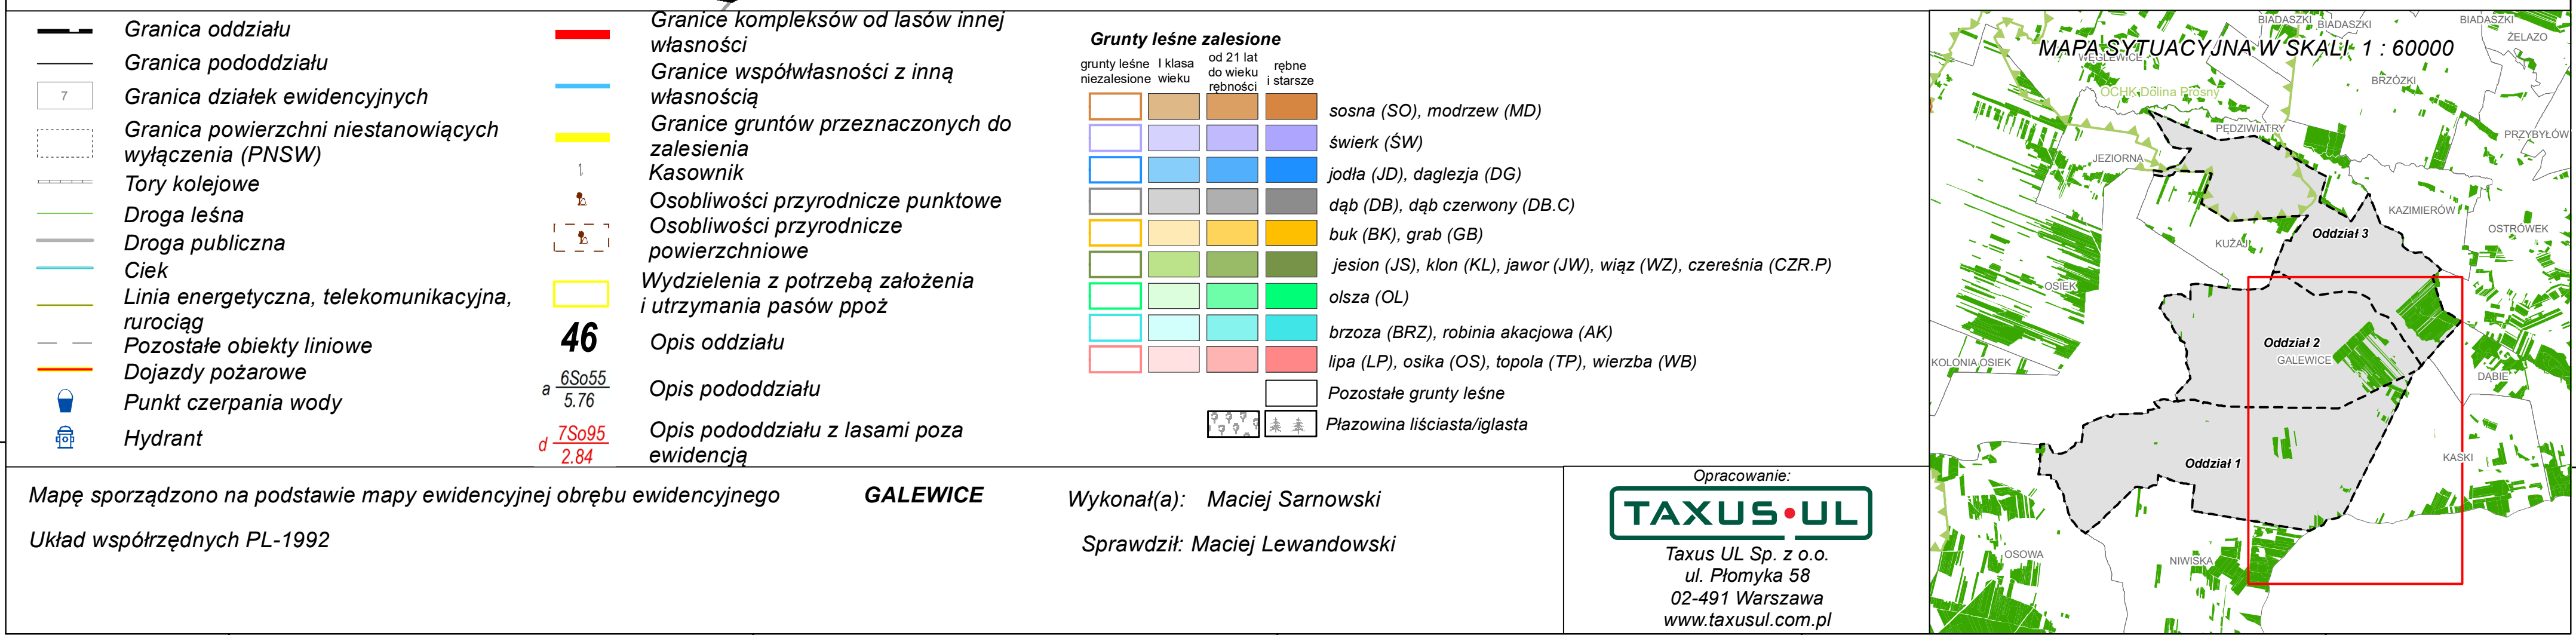 Granica oddziału
Granica pododdziału
7
Granica działek ewidencyjnych
Granica powierzchni niestanowiących
wyłączenia (PNSW)
Tory kolejowe
Droga leśna
Droga publiczna
Ciek
Linia energetyczna, telekomunikacyjna,
rurociąg
Pozostałe obiekty liniowe
Dojazdy pożarowe
Punkt czerpania wody
Hydrant
Granice kompleksów od lasów innej
własności
Granice współwłasności z inną
własnością
Granice gruntów przeznaczonych do
zalesienia
Kasownik
Osobliwości przyrodnicze punktowe
Osobliwości przyrodnicze
powierzchniowe
Wydzielenia z potrzebą założenia
i utrzymania pasów ppoż
46
Opis oddziału
a 6So55
5.76
Opis pododdziału
d 7So95
2.84
Opis pododdziału z lasami poza
ewidencją
Grunty leśne zalesione
grunty leśne
niezalesione
I klasa
wieku
od 21 lat
do wieku
rębności
rębne
i starsze
sosna (SO), modrzew (MD)
świerk (ŚW)
jodła (JD), daglezja (DG)
dąb (DB), dąb czerwony (DB.C)
buk (BK), grab (GB)
jesion (JS), klon (KL), jawor (JW), wiąz (WZ), czereśnia (CZR.P)
olsza (OL)
brzoza (BRZ), robinia akacjowa (AK)
lipa (LP), osika (OS), topola (TP), wierzba (WB)
Pozostałe grunty leśne
Płazowina liściasta/iglasta
Mapę sporządzono na podstawie mapy ewidencyjnej obrębu ewidencyjnego GALEWICE
Układ współrzędnych PL-1992
Wykonał(a): Maciej Sarnowski
Sprawdził: Maciej Lewandowski
Opracowanie:
TAXUS UL
Taxus UL Sp. z o.o.
ul. Płomyka 58
02-491 Warszawa
www.taxusul.com.pl
BIADASZKI
BIADASZKI
BIADASZKI
ŻELAZO
MAPA SYTUACYJNA W SKALI 1 : 60000
WĘGLEWICE
BRZÓZKI
OCHK Dolina Prosny
PĘDZIWIATRY
PRZYBYŁÓW
JEZIORNA
KAZIMIERÓW
OSTRÓWEK
Oddział 3
KUŹAJ
OSIEK
Oddział 2
GALEWICE
KOLONIA OSIEK
DĄBIE
KASKI
Oddział 1
OSOWA
NIWISKA